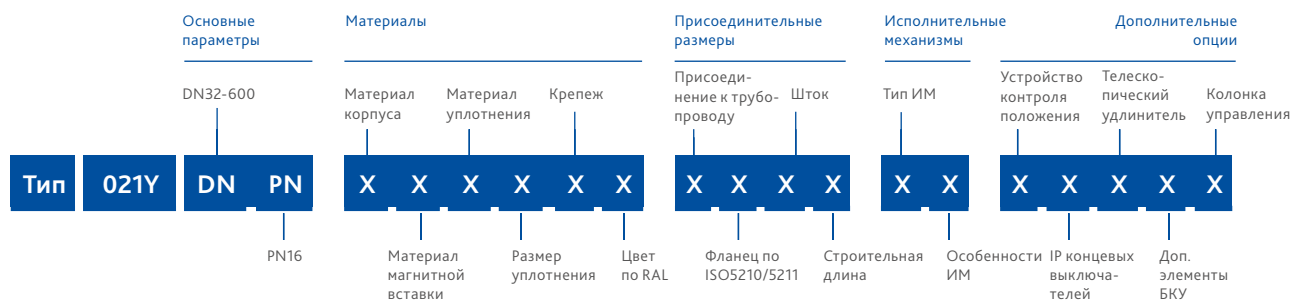 Основные
параметры
Материалы
Присоединительные
размеры
Исполнительные
механизмы
Дополнительные
опции
DN32-600
Материал
корпуса
Материал
уплотнения
Крепеж
Присоеди-
нение к трубо-
проводу
Шток
Тип ИМ
Устройство
контроля
положения
Телеско-
пический
удлинитель
Колонка
управления
Тип 021Y DN PN X X X X X X X X X X X X X X X X X
PN16
Материал
магнитной
вставки
Размер
уплотнения
Цвет
по RAL
Фланец по
ISO5210/5211
Строительная
длина
Особенности
ИМ
IP концевых
выключа-
телей
Доп.
элементы
БКУ